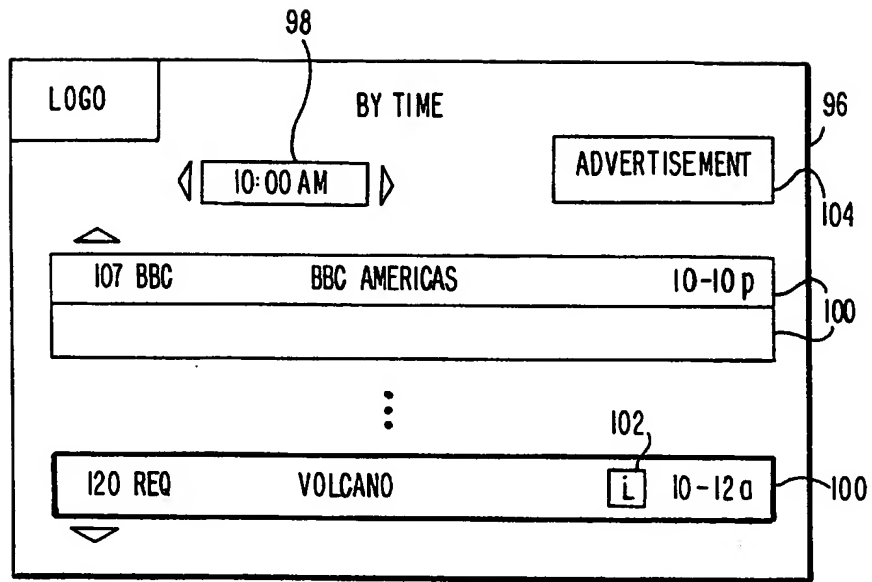 98
LOGO
BY TIME
96
10:00 AM
ADVERTISEMENT
104
107 BBC BBC AMERICAS 10-10 p
100
102
120 REQ VOLCANO i 10-12 a
100